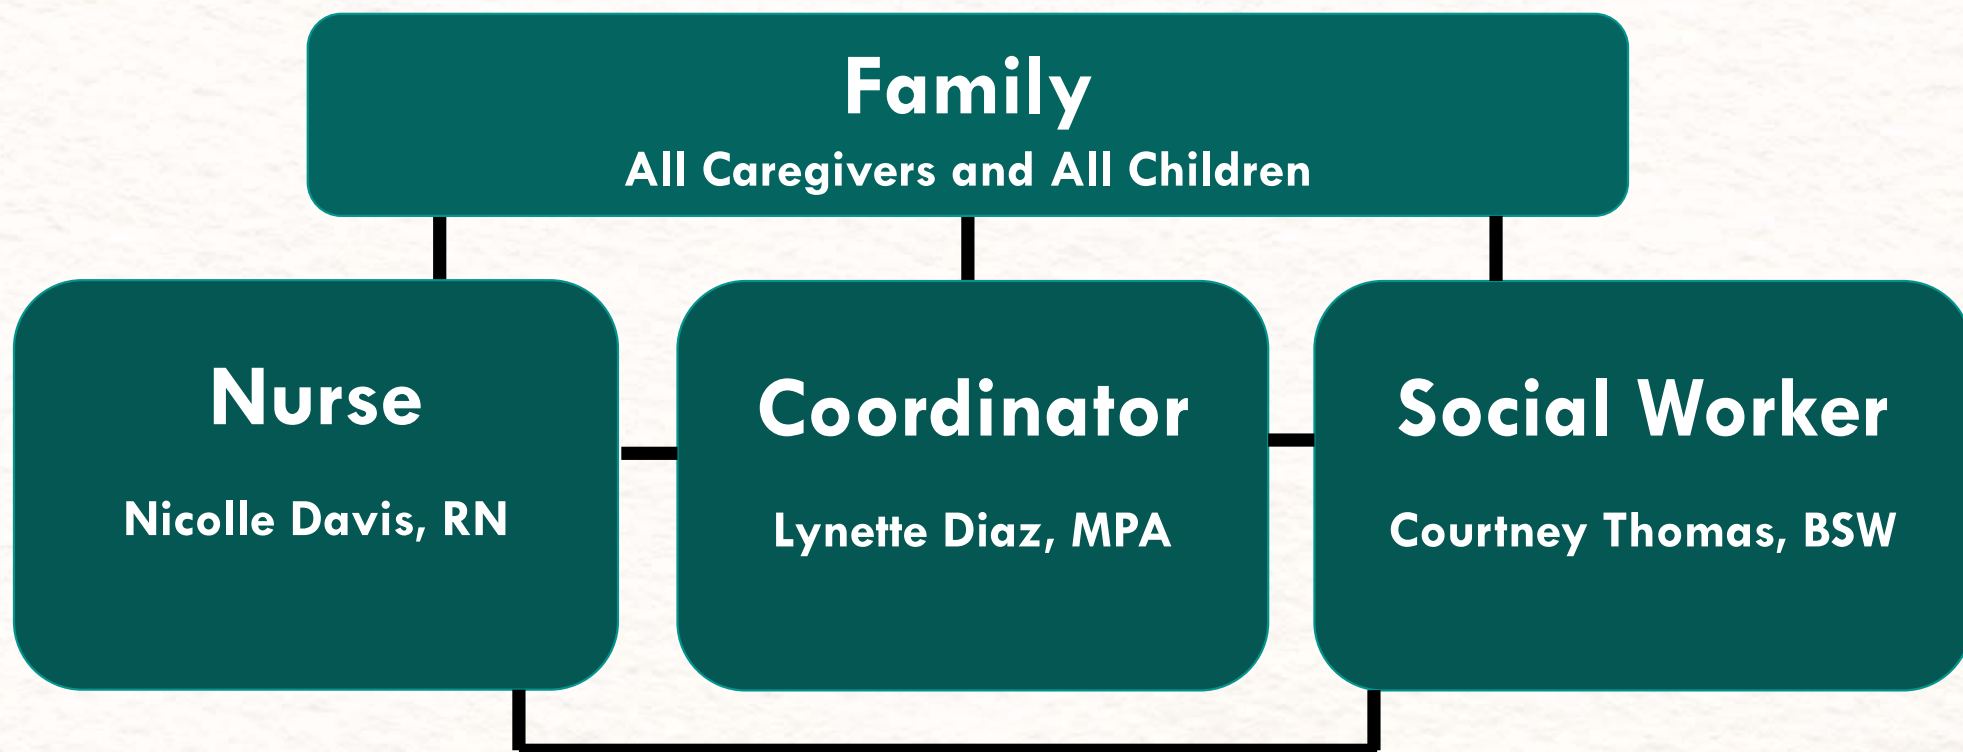 Family
All Caregivers and All Children
Nurse
Nicolle Davis, RN
Coordinator
Lynette Diaz, MPA
Social Worker
Courtney Thomas, BSW